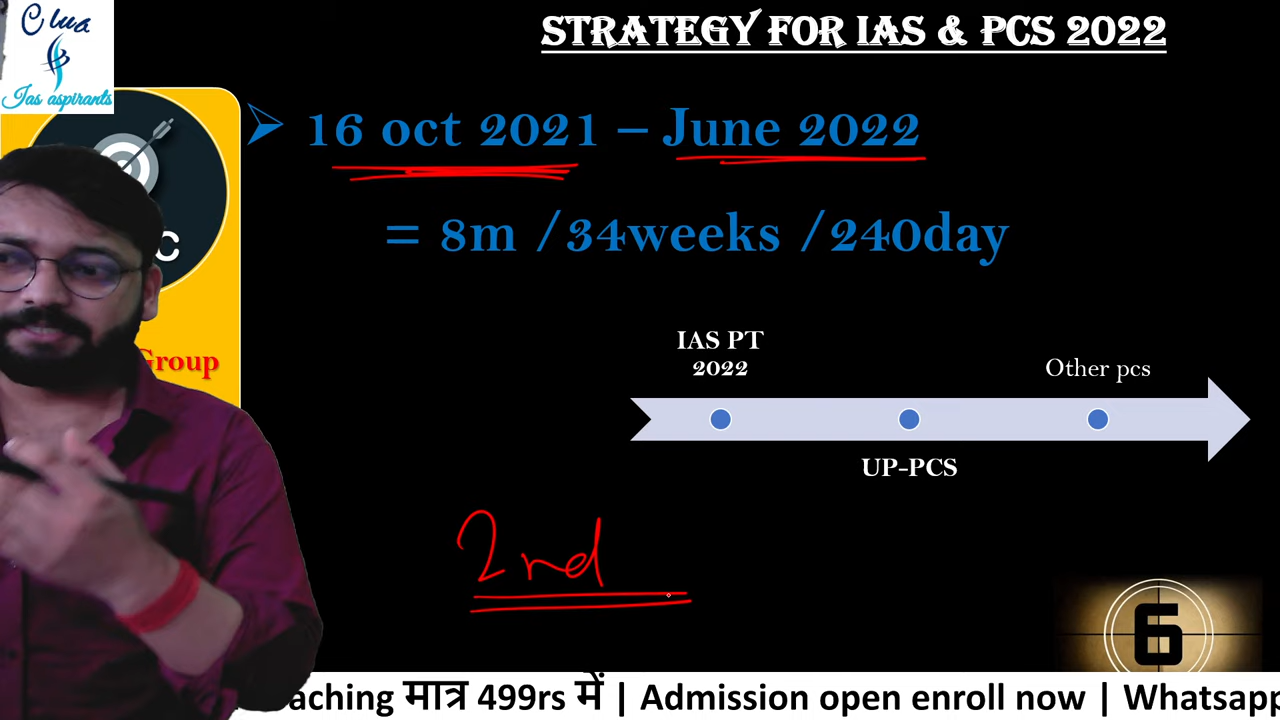 Clua
Ias aspirants
STRATEGY FOR IAS & PCS 2022
➢ 16 oct 2021 – June 2022
= 8m /34weeks /240day
C
Group
IAS PT
2022
Other pcs
UP-PCS
2nd
6
aching मात्र 499rs में | Admission open enroll now | Whatsapp